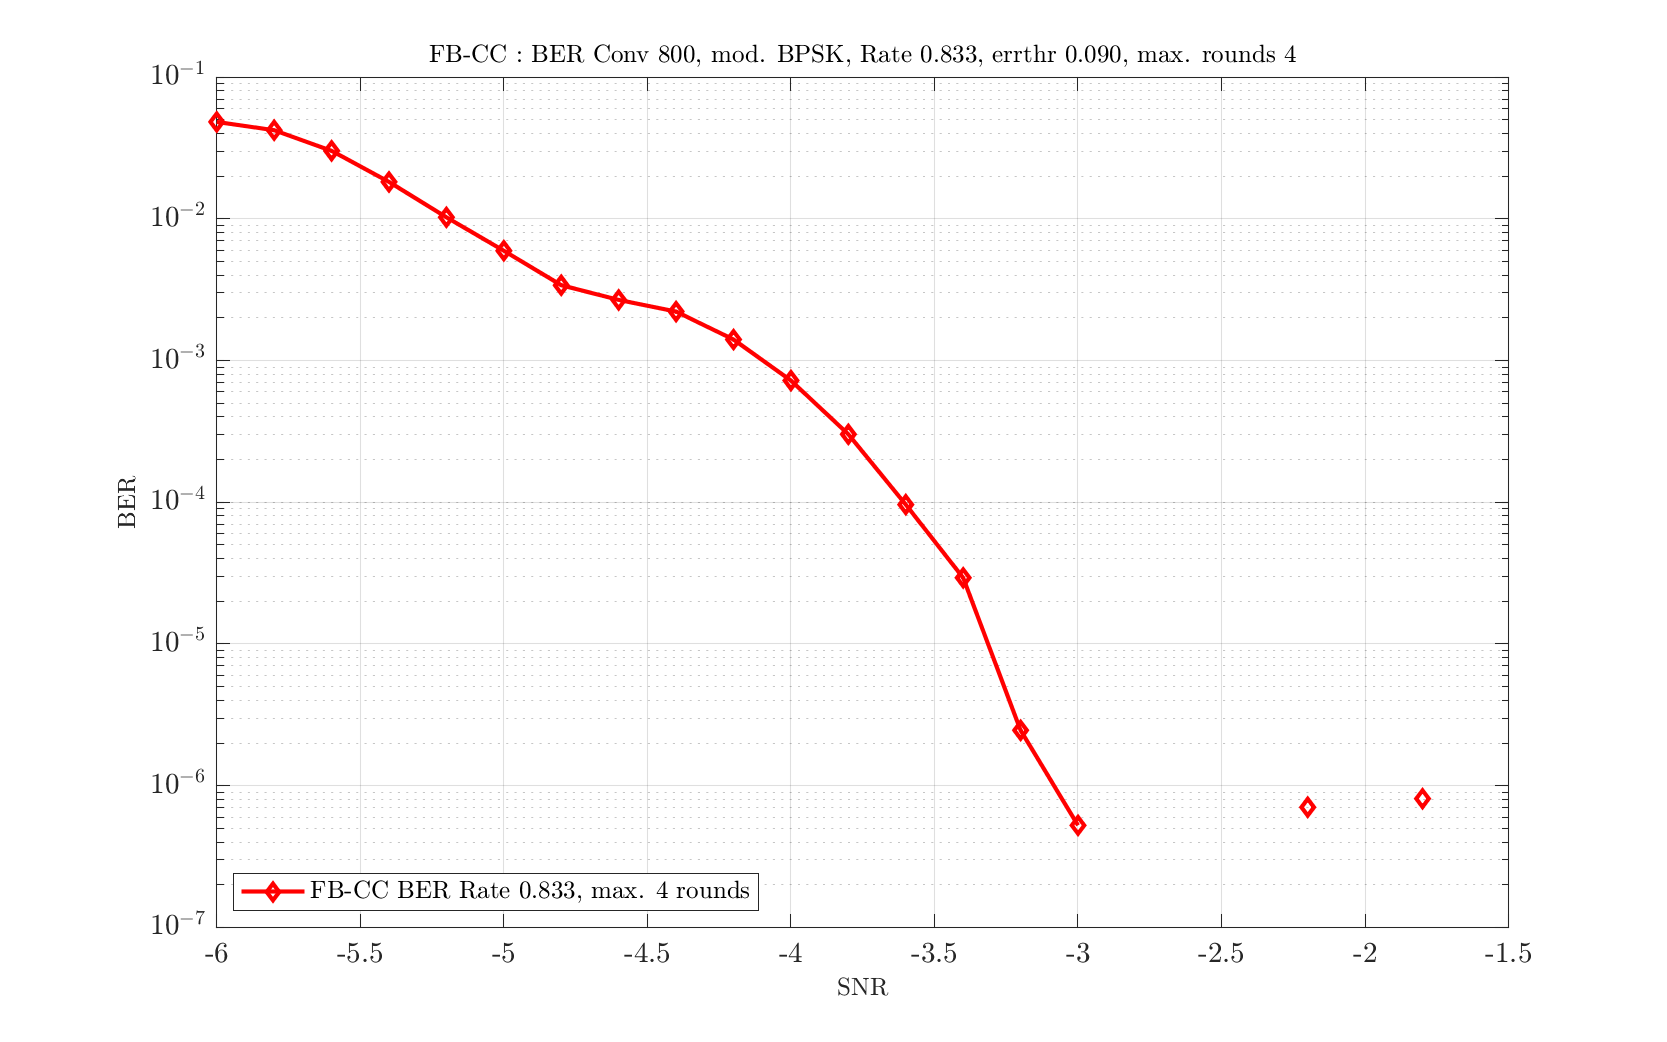 FB-CC : BER Conv 800, mod. BPSK, Rate 0.833, errthr 0.090, max. rounds 4
10⁻¹
10⁻²
10⁻³
10⁻⁴
10⁻⁵
10⁻⁶
10⁻⁷
BER
FB-CC BER Rate 0.833, max. 4 rounds
-6 -5.5 -5 -4.5 -4 -3.5 -3 -2.5 -2 -1.5
SNR